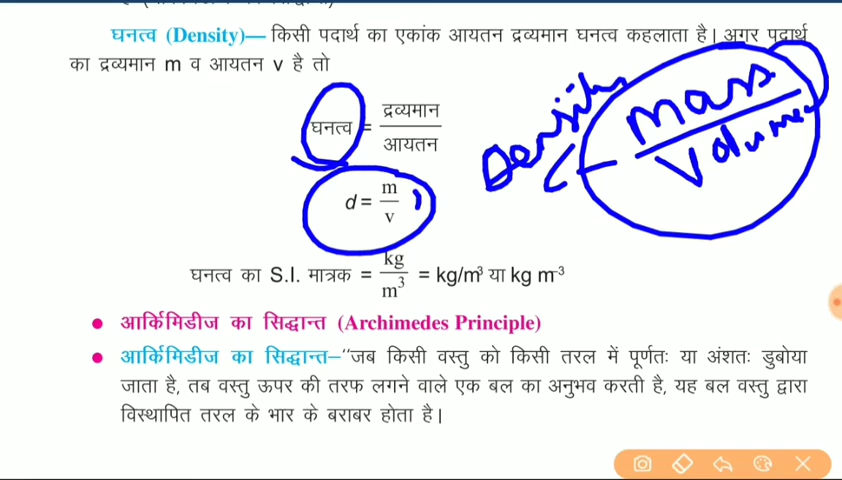 घनत्व (Density)— किसी पदार्थ का एकांक आयतन द्रव्यमान घनत्व कहलाता है। अगर पदार्थ
का द्रव्यमान m व आयतन v है तो
घनत्व = द्रव्यमान / आयतन
Density = Mass / Volume
d = m / v
घनत्व का S.I. मात्रक = kg / m³ = kg/m³ या kg m⁻³
• आर्किमिडीज का सिद्धान्त (Archimedes Principle)
• आर्किमिडीज का सिद्धान्त–"जब किसी वस्तु को किसी तरल में पूर्णतः या अंशतः डुबोया
जाता है, तब वस्तु ऊपर की तरफ लगने वाले एक बल का अनुभव करती है, यह बल वस्तु द्वारा
विस्थापित तरल के भार के बराबर होता है।